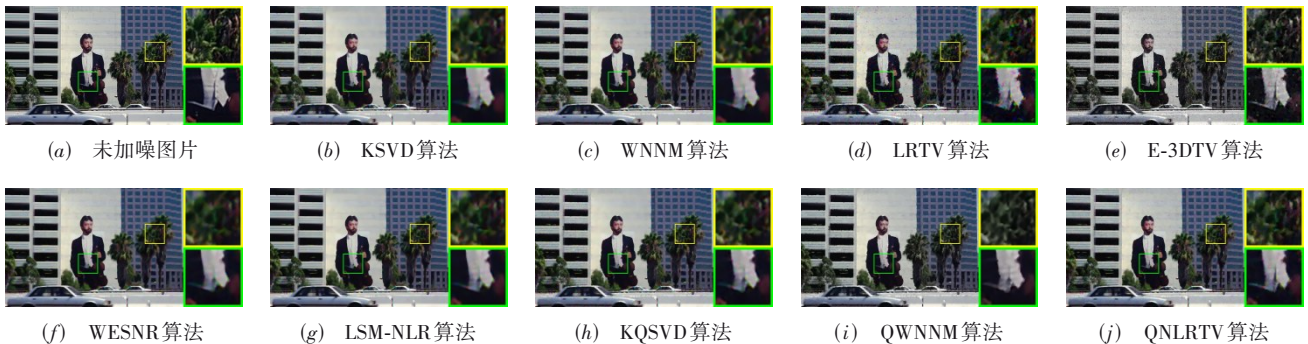 (a) 未加噪图片 (b) KSVD算法 (c) WNNM算法 (d) LRTV算法 (e) E-3DTV算法
(f) WESNR算法 (g) LSM-NLR算法 (h) KQSVD算法 (i) QWNNM算法 (j) QNLRTV算法